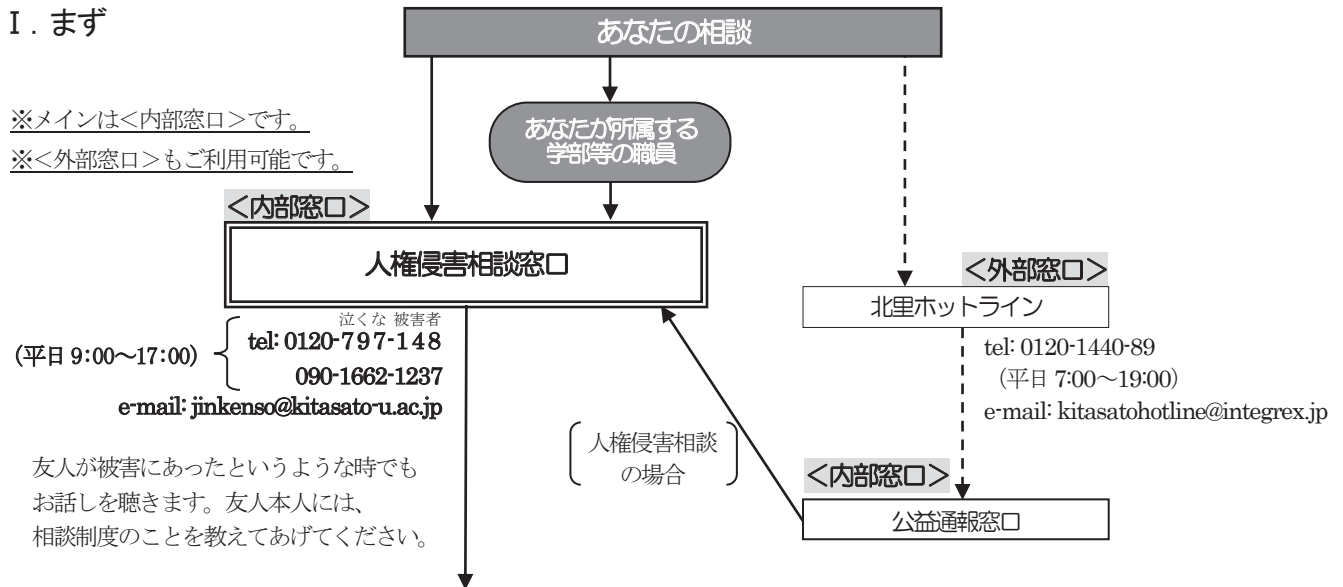 Ⅰ. まず
あなたの相談
※メインは<内部窓口>です。
※<外部窓口>もご利用可能です。
あなたが所属する
学部等の職員
<内部窓口>
人権侵害相談窓口
泣くな 被害者
(平日 9:00～17:00)
tel: 0120-797-148
090-1662-1237
e-mail: jinkenso@kitasato-u.ac.jp
<外部窓口>
北里ホットライン
tel: 0120-1440-89
(平日 7:00～19:00)
e-mail: kitasatohotline@integrex.jp
人権侵害相談
の場合
<内部窓口>
公益通報窓口
友人が被害にあったというような時でも
お話しを聴きます。友人本人には、
相談制度のことを教えてあげてください。